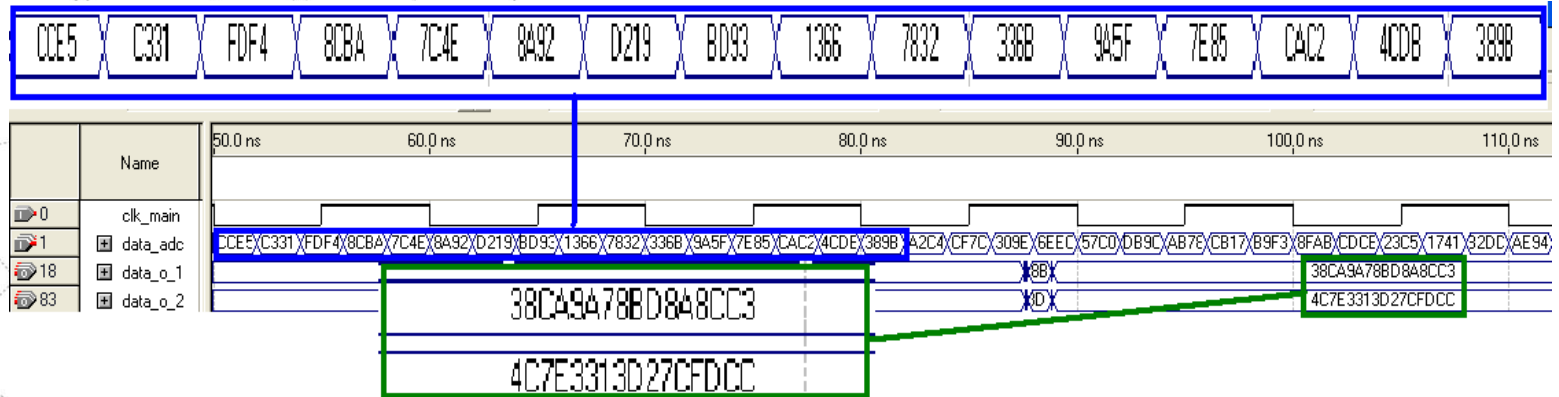 CCE5 C331 FDF4 8CBA 7C4E 8A92 D219 BD93 1366 7832 336B 9A5F 7E85 CAC2 4CDB 389B
Name 50.0 ns 60.0 ns 70.0 ns 80.0 ns 90.0 ns 100.0 ns 110.0 ns
0 clk_main
1 data_adc CCE5 C331 FDF4 8CBA 7C4E 8A92 D219 BD93 1366 7832 336B 9A5F 7E85 CAC2 4CDB 389B A2C4 CF7C 309E 6EEC 57C0 DB9C AB78 CB17 B9F3 8FAB CDCE 23C5 1741 32DC AE94
18 data_o_1 8B 38CA9A78BD8A8CC3
83 data_o_2 4C7E3313D27CFDCC
38CA9A78BD8A8CC3
4C7E3313D27CFDCC